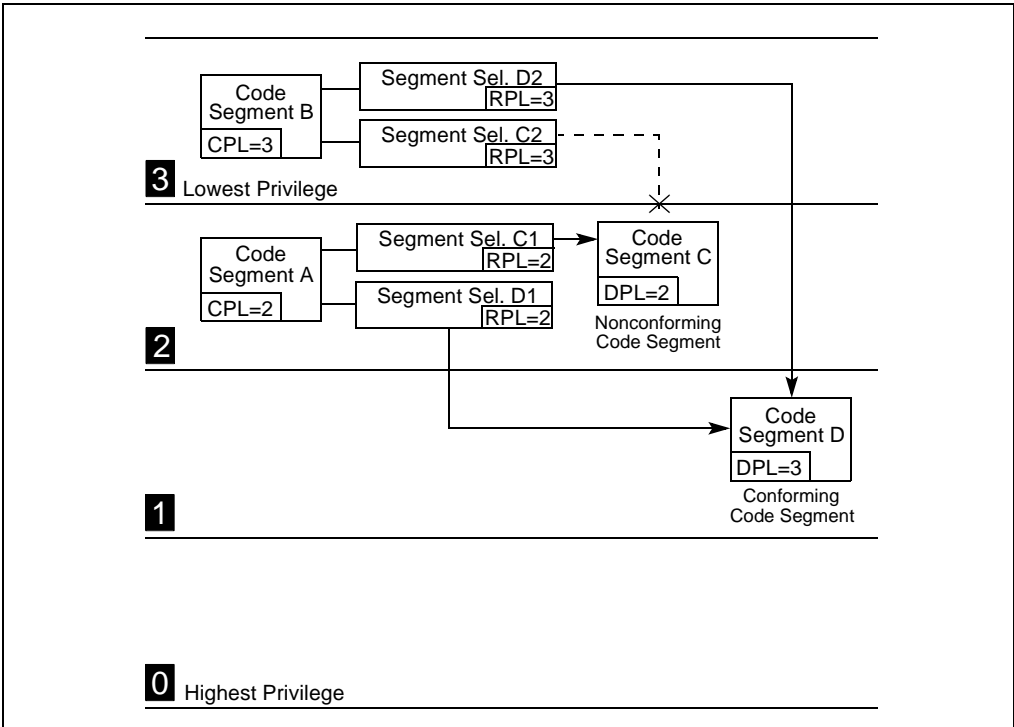 Code
Segment B
CPL=3
Segment Sel. D2
RPL=3
Segment Sel. C2
RPL=3
3 Lowest Privilege
Code
Segment A
CPL=2
Segment Sel. C1
RPL=2
Segment Sel. D1
RPL=2
Code
Segment C
DPL=2
Nonconforming
Code Segment
2
Code
Segment D
DPL=3
Conforming
Code Segment
1
0 Highest Privilege